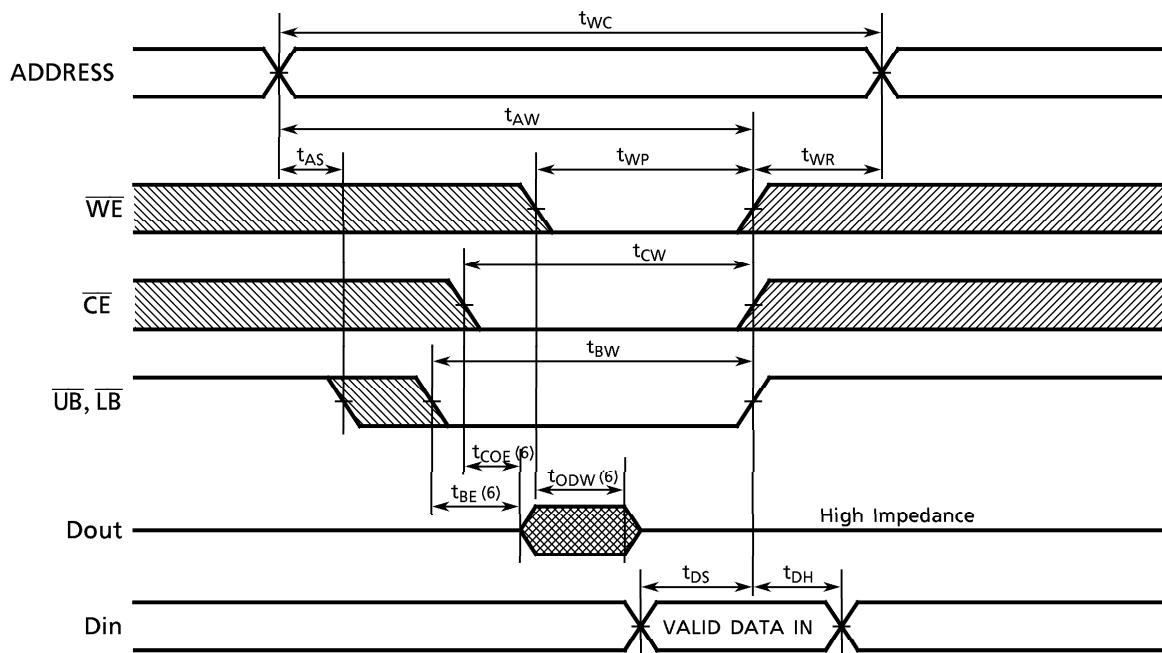 tWC
ADDRESS
tAW
tAS
tWP
tWR
WE
tCW
CE
tBW
UB, LB
tCOE (6)
tODW (6)
tBE (6)
Dout
High Impedance
tDS
tDH
Din
VALID DATA IN